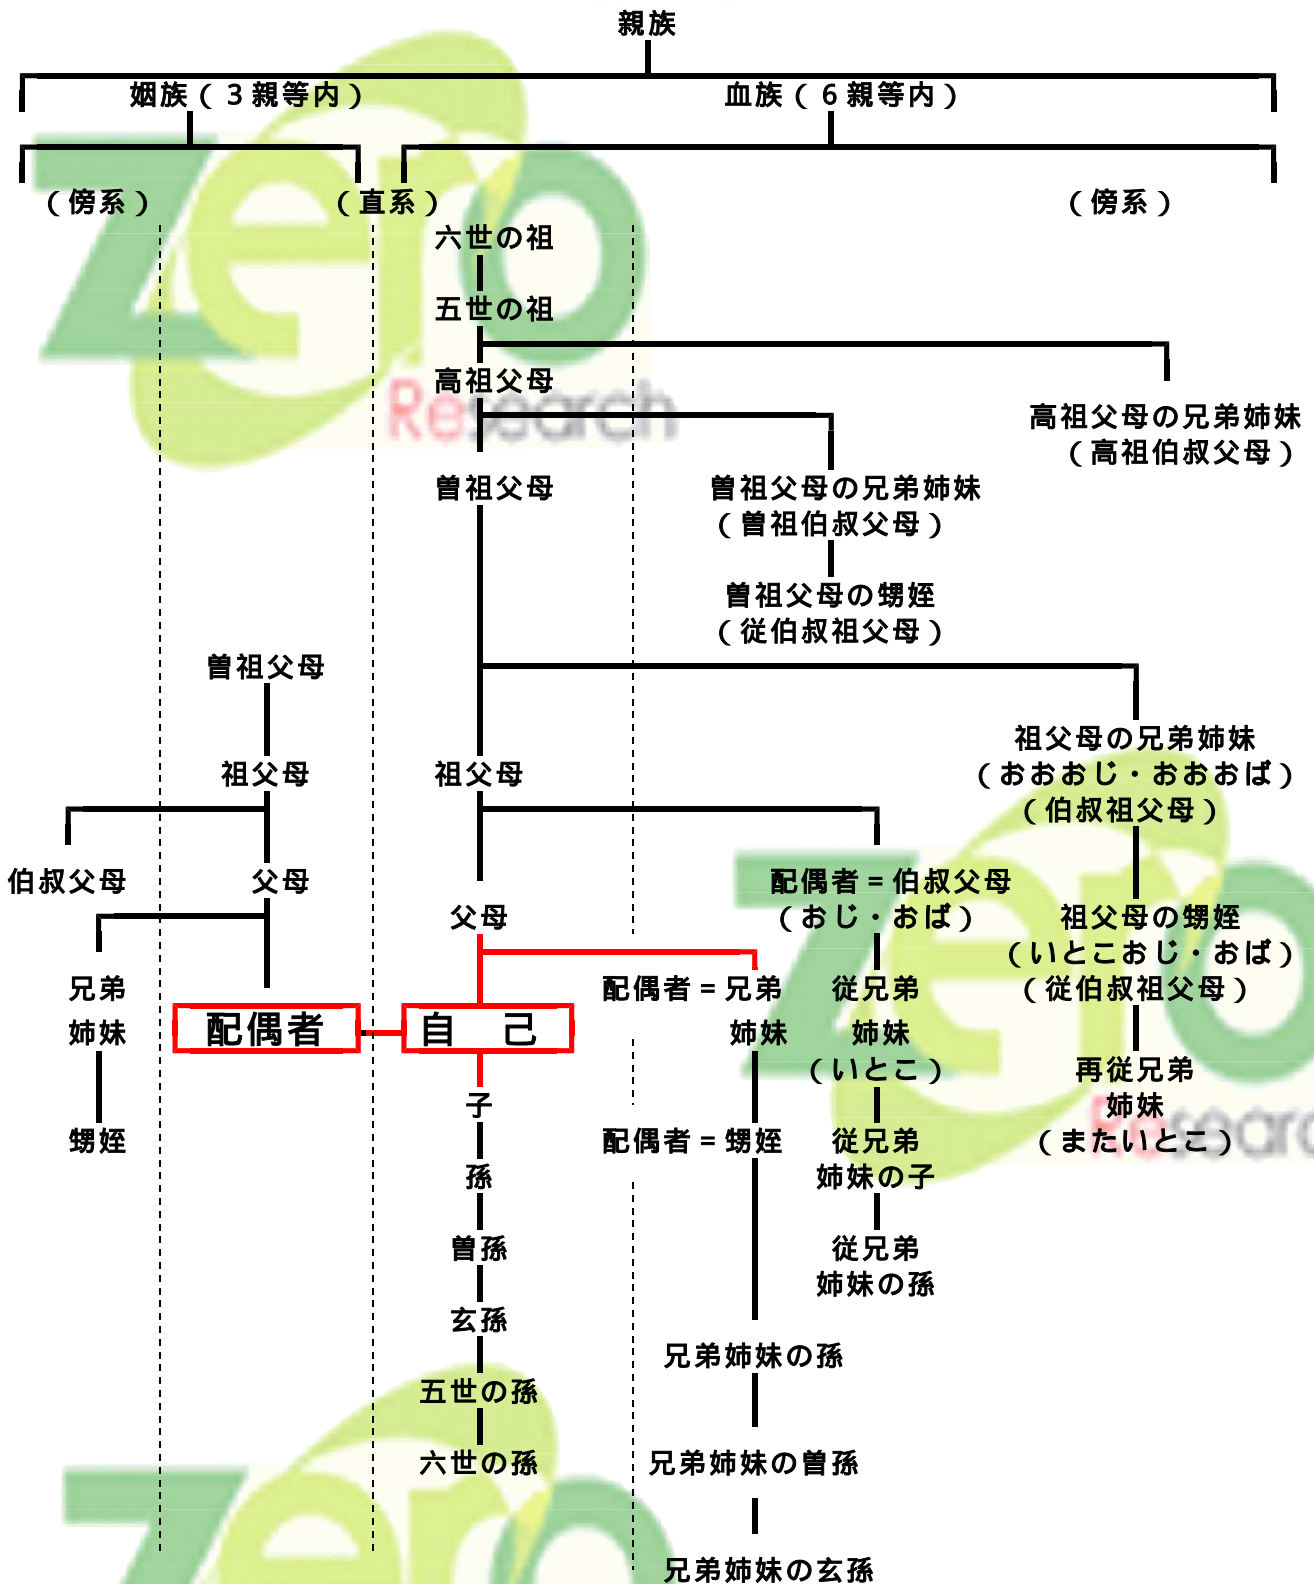 親族
姻族（３親等内）
血族（６親等内）
（傍系）
（直系）
（傍系）
六世の祖
五世の祖
高祖父母
高祖父母の兄弟姉妹
（高祖伯叔父母）
曽祖父母
曽祖父母の兄弟姉妹
（曽祖伯叔父母）
曽祖父母の甥姪
（従伯叔祖父母）
曽祖父母
祖父母の兄弟姉妹
（おおおじ・おおおば）
（伯叔祖父母）
祖父母
祖父母
伯叔父母
父母
配偶者＝伯叔父母
（おじ・おば）
父母
祖父母の甥姪
（いとこおじ・おば）
（従伯叔祖父母）
兄弟
姉妹
配偶者
自　己
配偶者＝兄弟
姉妹
従兄弟
姉妹
（いとこ）
再従兄弟
姉妹
（またいとこ）
子
甥姪
配偶者＝甥姪
従兄弟
姉妹の子
孫
曽孫
従兄弟
姉妹の孫
玄孫
兄弟姉妹の孫
五世の孫
六世の孫
兄弟姉妹の曽孫
兄弟姉妹の玄孫
Zero
Research
Zero
Research
Zero